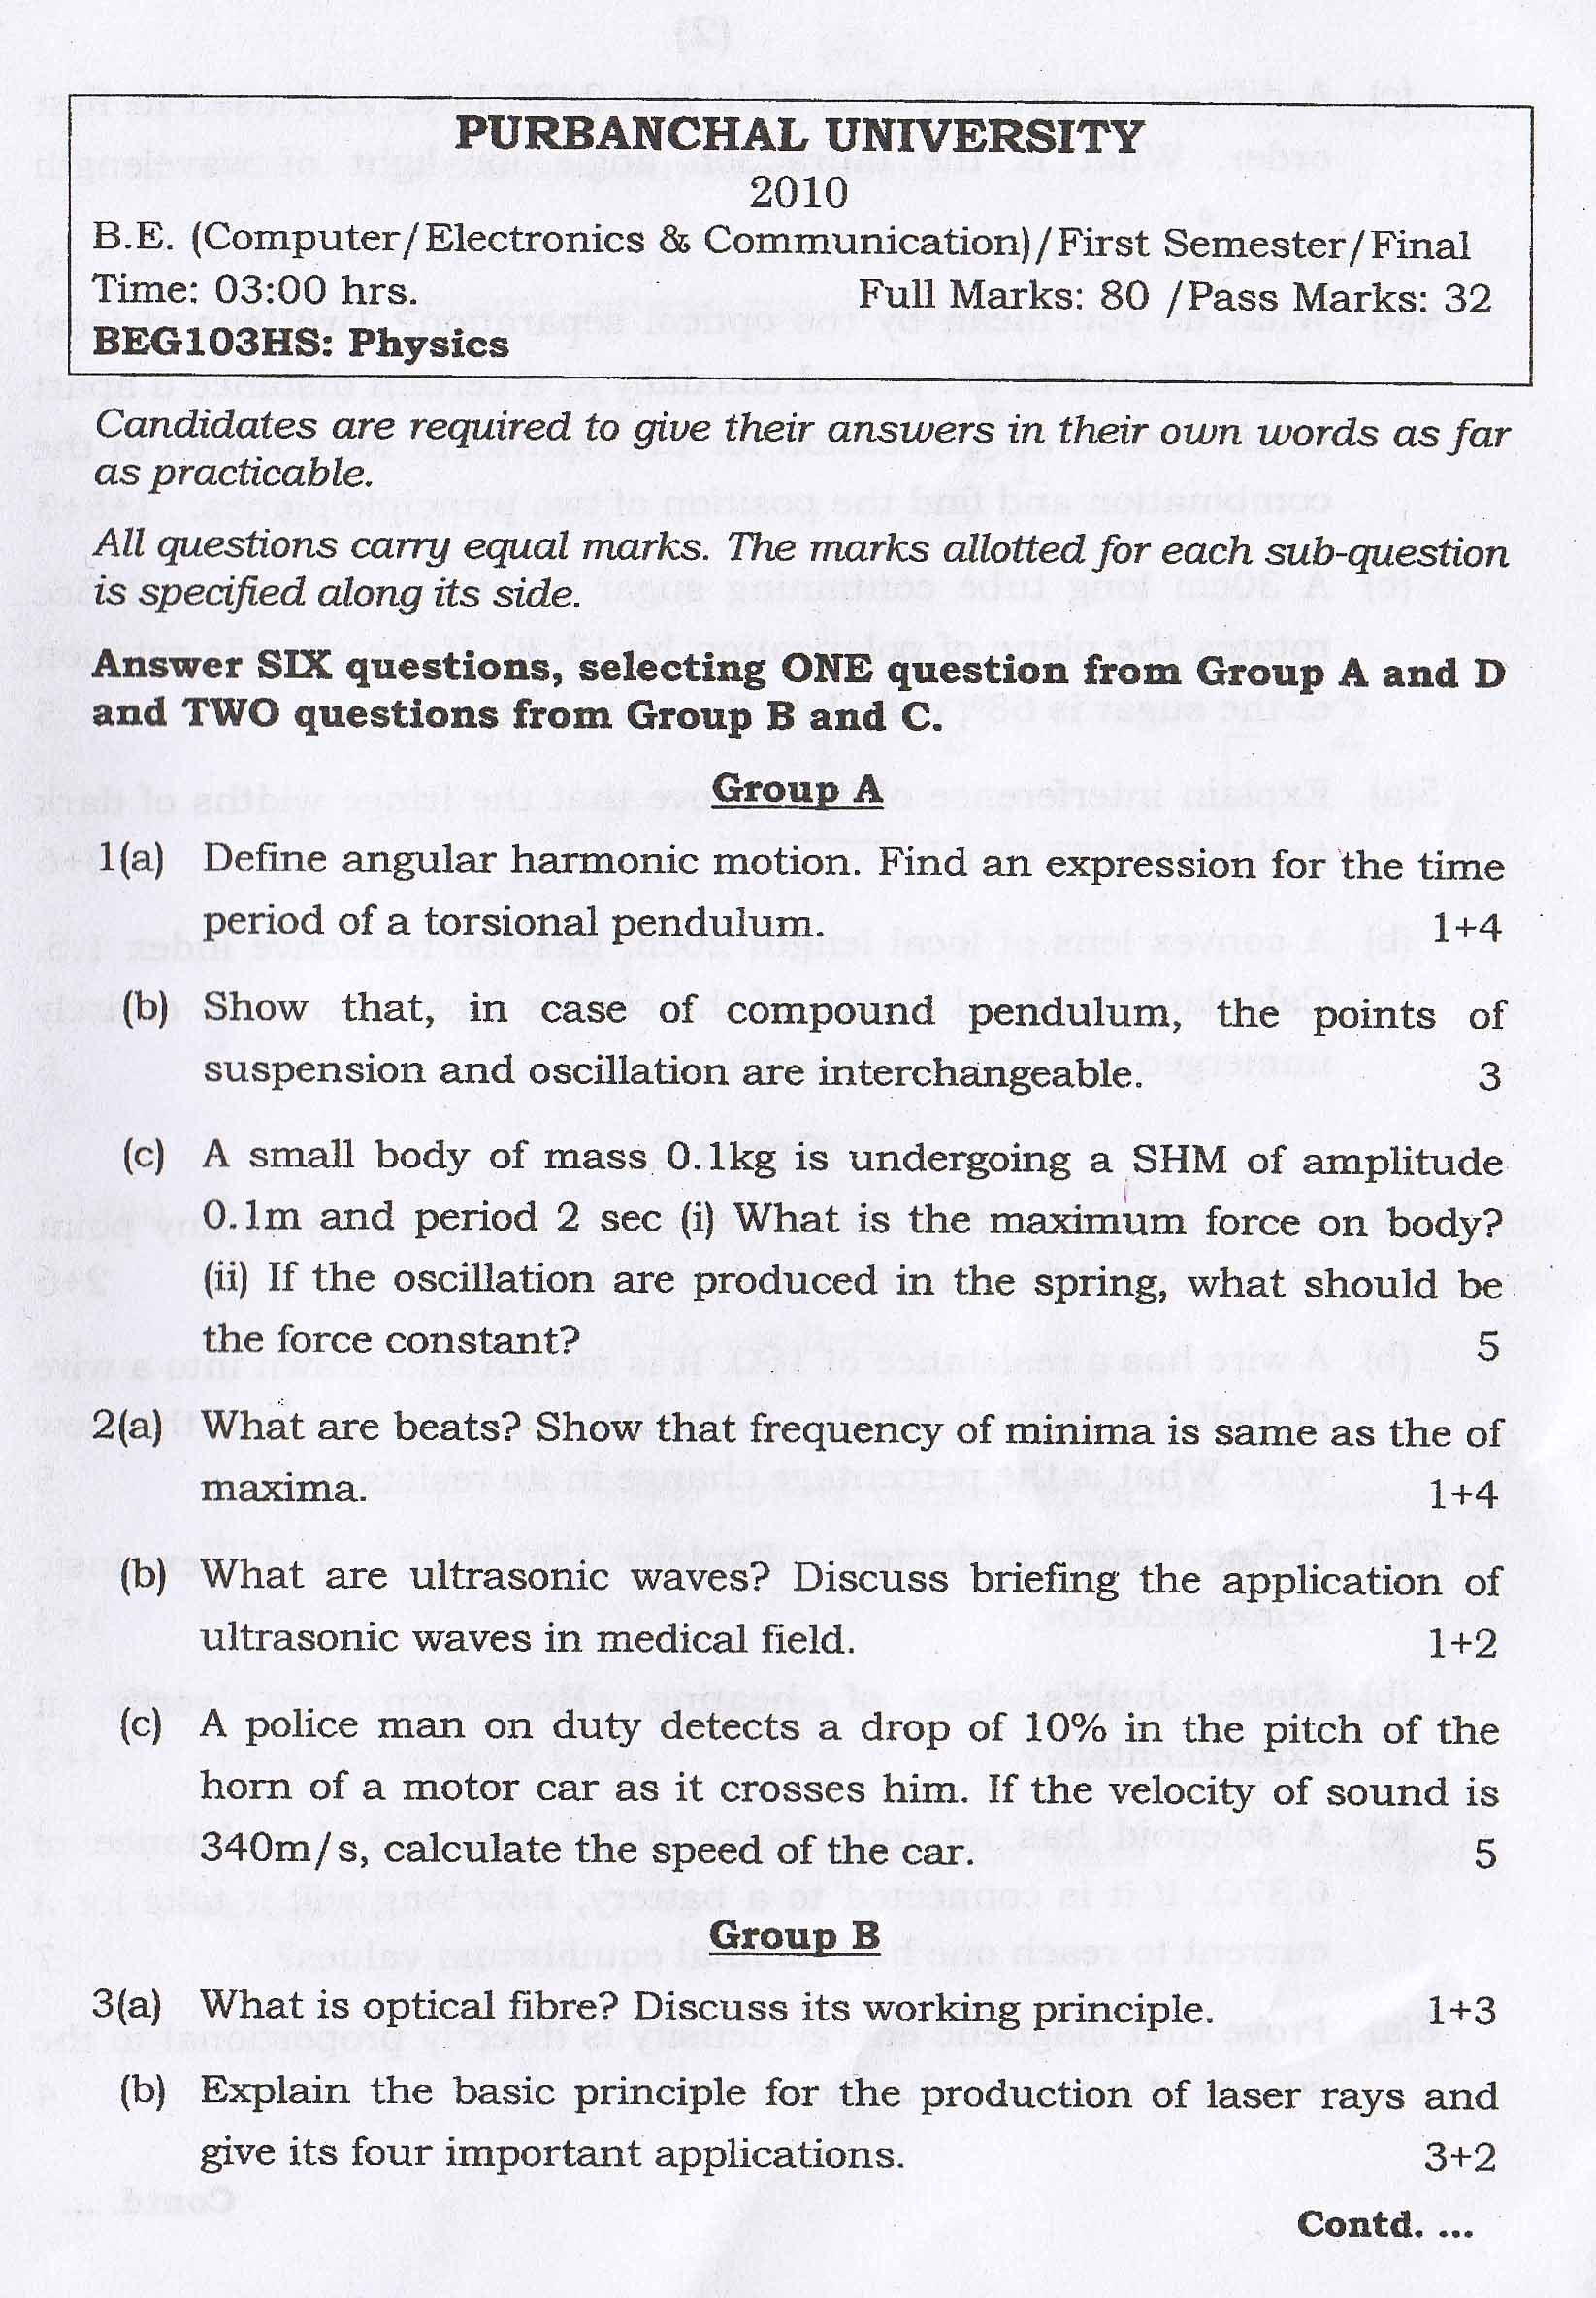 PURBANCHAL UNIVERSITY
2010
B.E. (Computer/Electronics & Communication)/First Semester/Final
Time: 03:00 hrs. Full Marks: 80 /Pass Marks: 32
BEG103HS: Physics
Candidates are required to give their answers in their own words as far
as practicable.
All questions carry equal marks. The marks allotted for each sub-question
is specified along its side.
Answer SIX questions, selecting ONE question from Group A and D
and TWO questions from Group B and C.
Group A
1(a) Define angular harmonic motion. Find an expression for the time
period of a torsional pendulum. 1+4
(b) Show that, in case of compound pendulum, the points of
suspension and oscillation are interchangeable. 3
(c) A small body of mass 0.1kg is undergoing a SHM of amplitude
0.1m and period 2 sec (i) What is the maximum force on body?
(ii) If the oscillation are produced in the spring, what should be
the force constant? 5
2(a) What are beats? Show that frequency of minima is same as the of
maxima. 1+4
(b) What are ultrasonic waves? Discuss briefing the application of
ultrasonic waves in medical field. 1+2
(c) A police man on duty detects a drop of 10% in the pitch of the
horn of a motor car as it crosses him. If the velocity of sound is
340m/s, calculate the speed of the car. 5
Group B
3(a) What is optical fibre? Discuss its working principle. 1+3
(b) Explain the basic principle for the production of laser rays and
give its four important applications. 3+2
Contd. ...